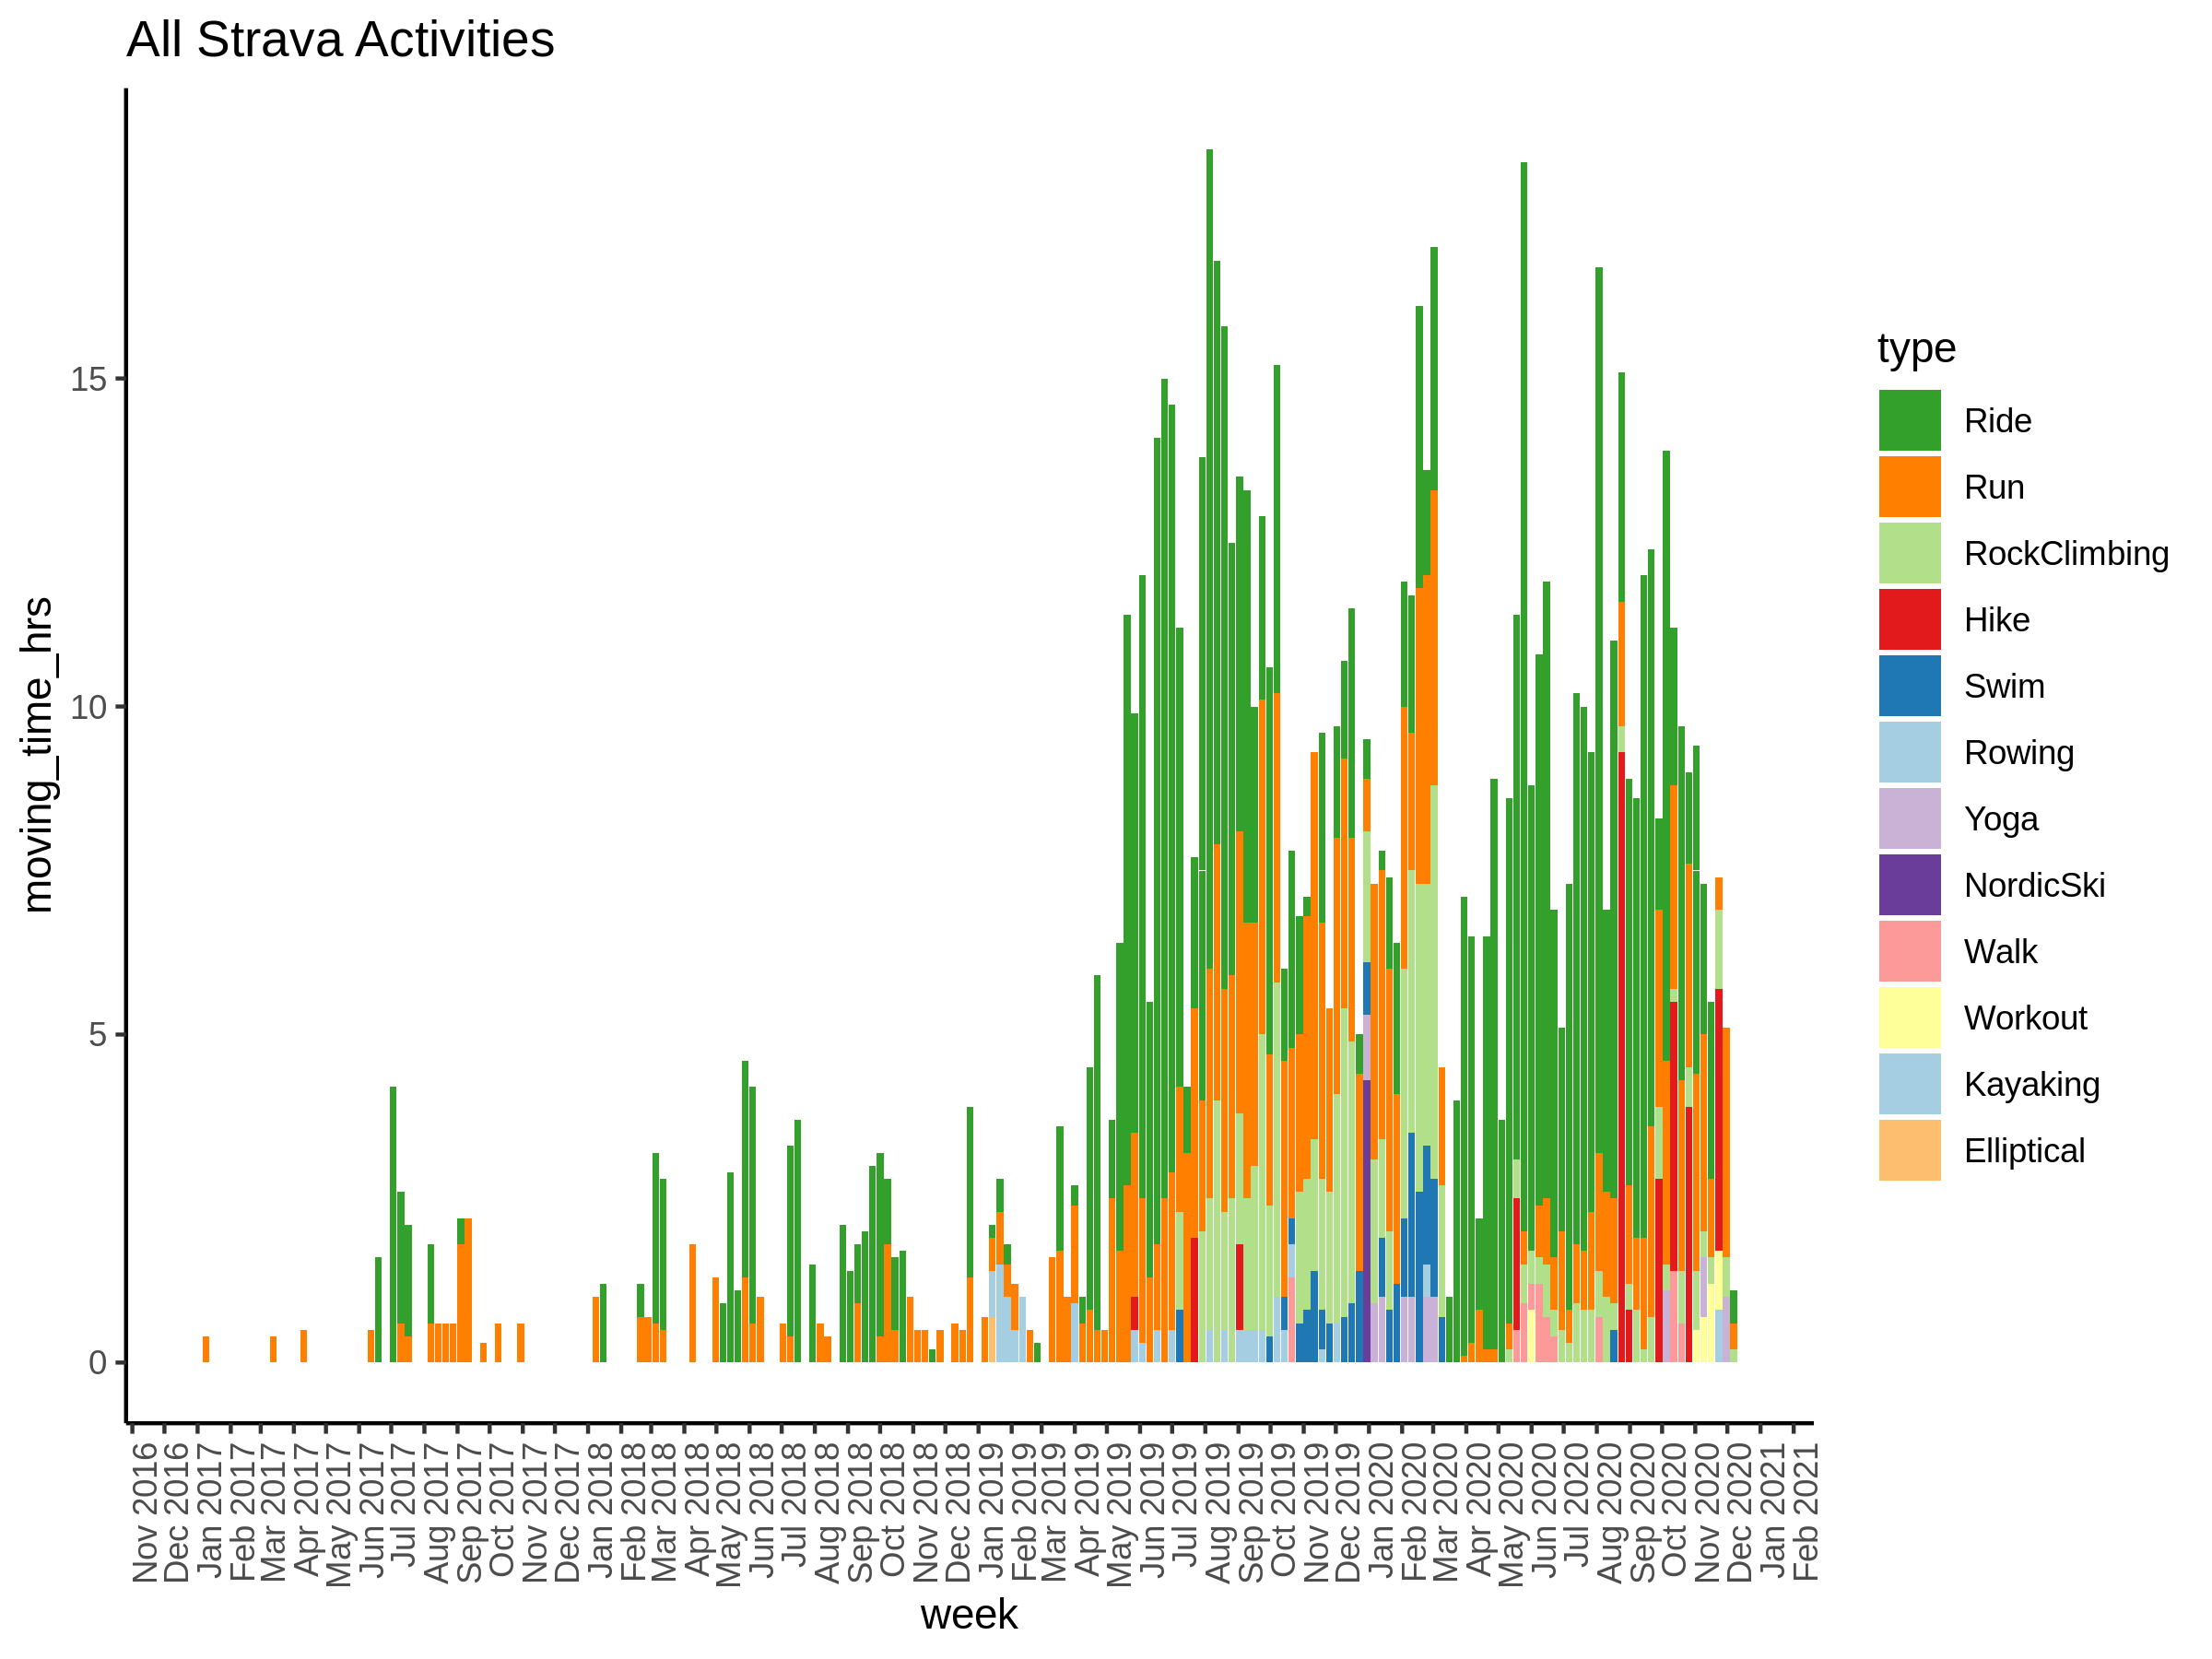 All Strava Activities
moving_time_hrs
15
10
5
0
Nov 2016
Dec 2016
Jan 2017
Feb 2017
Mar 2017
Apr 2017
May 2017
Jun 2017
Jul 2017
Aug 2017
Sep 2017
Oct 2017
Nov 2017
Dec 2017
Jan 2018
Feb 2018
Mar 2018
Apr 2018
May 2018
Jun 2018
Jul 2018
Aug 2018
Sep 2018
Oct 2018
Nov 2018
Dec 2018
Jan 2019
Feb 2019
Mar 2019
Apr 2019
May 2019
Jun 2019
Jul 2019
Aug 2019
Sep 2019
Oct 2019
Nov 2019
Dec 2019
Jan 2020
Feb 2020
Mar 2020
Apr 2020
May 2020
Jun 2020
Jul 2020
Aug 2020
Sep 2020
Oct 2020
Nov 2020
Dec 2020
Jan 2021
Feb 2021
week
type
Ride
Run
RockClimbing
Hike
Swim
Rowing
Yoga
NordicSki
Walk
Workout
Kayaking
Elliptical